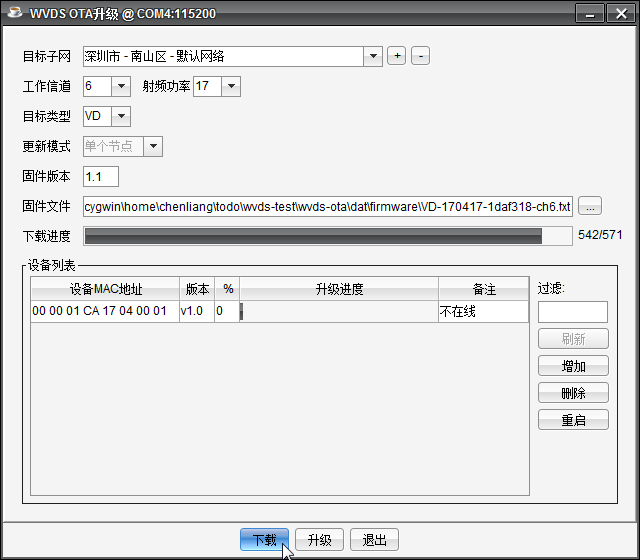 WVDS OTA升级 @ COM4:115200
目标子网 深圳市 - 南山区 - 默认网络 + -
工作信道 6 射频功率 17
目标类型 VD
更新模式 单个节点
固件版本 1.1
固件文件 cygwin\home\chenliang\todo\wvds-test\wvds-ota\dat\firmware\VD-170417-1daf318-ch6.txt ...
下载进度 542/571
设备列表
设备MAC地址 版本 % 升级进度 备注
00 00 01 CA 17 04 00 01 v1.0 0 不在线
过滤:
刷新
增加
删除
重启
下载 升级 退出